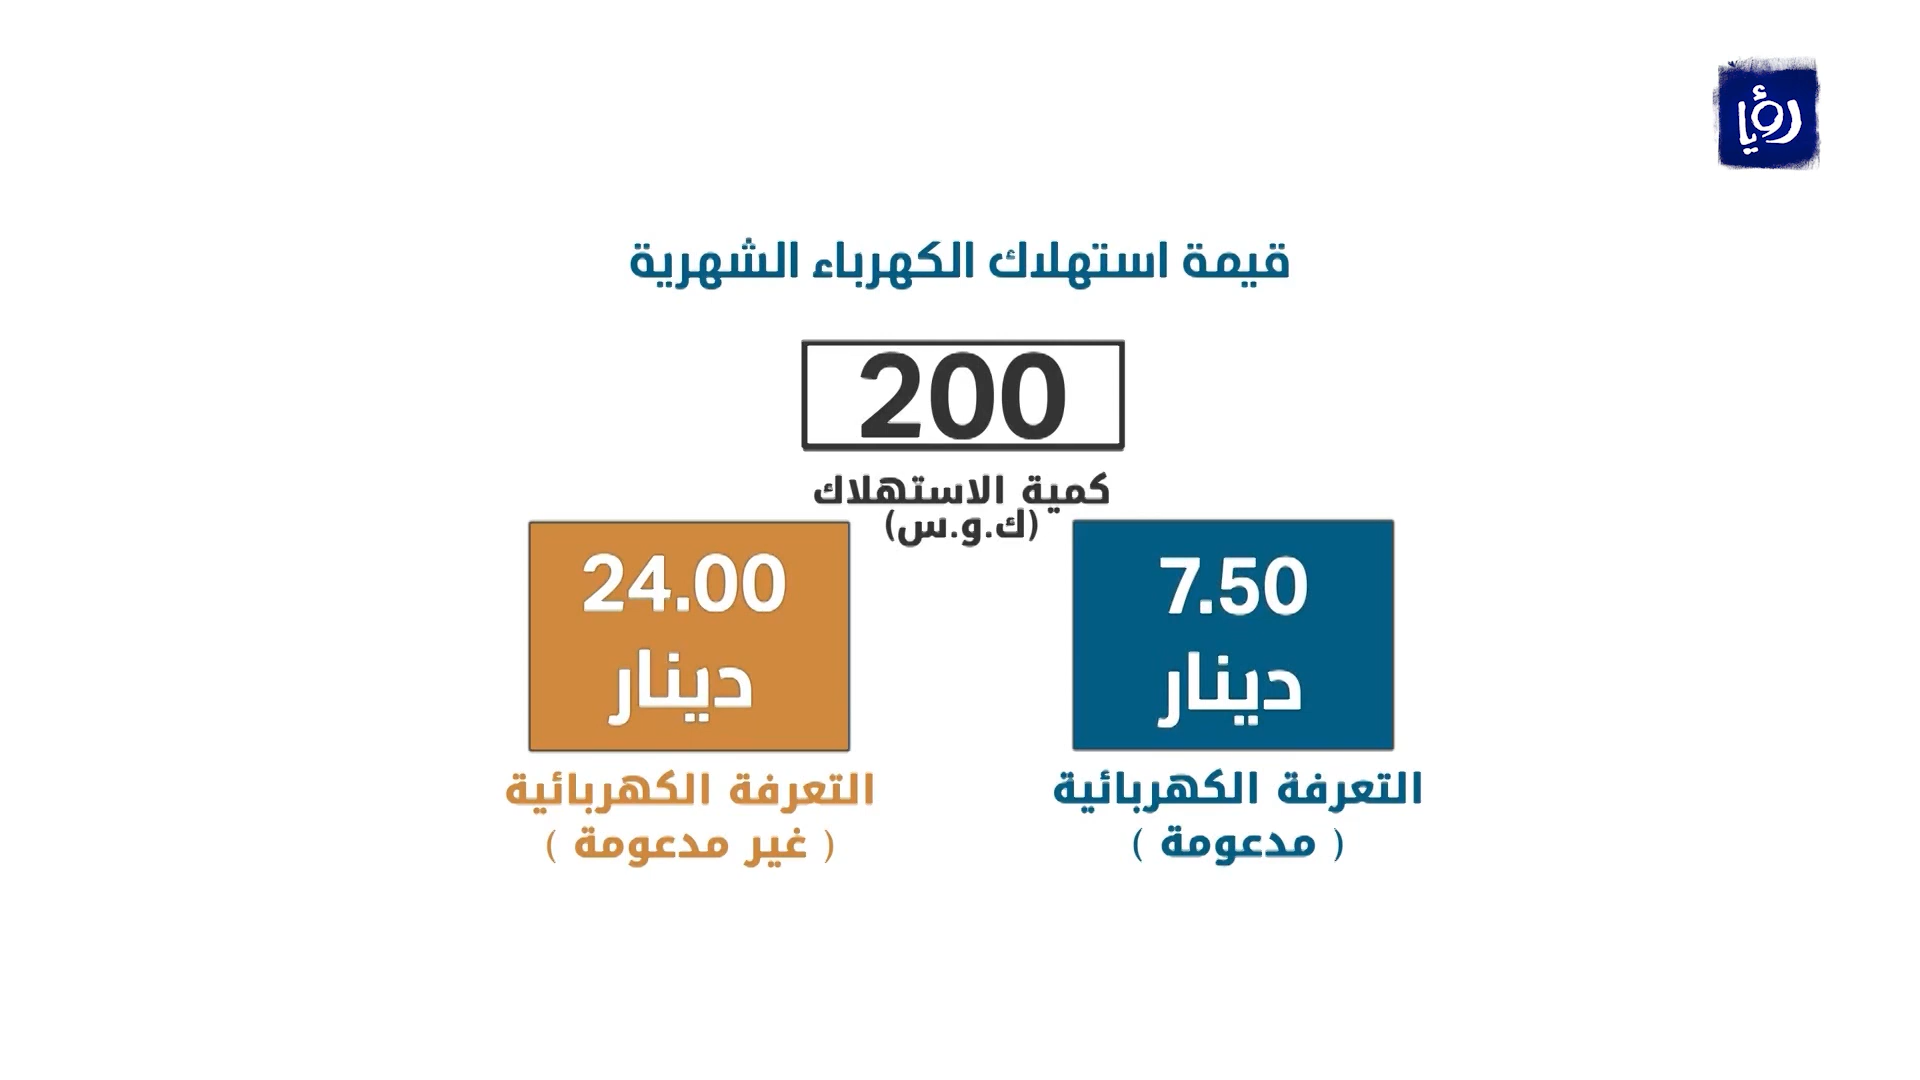 رؤيا
قيمة استهلاك الكهرباء الشهرية
200
كمية الاستهلاك
(ك.و.س)
7.50
دينار
التعرفة الكهربائية
( مدعومة )
24.00
دينار
التعرفة الكهربائية
( غير مدعومة )